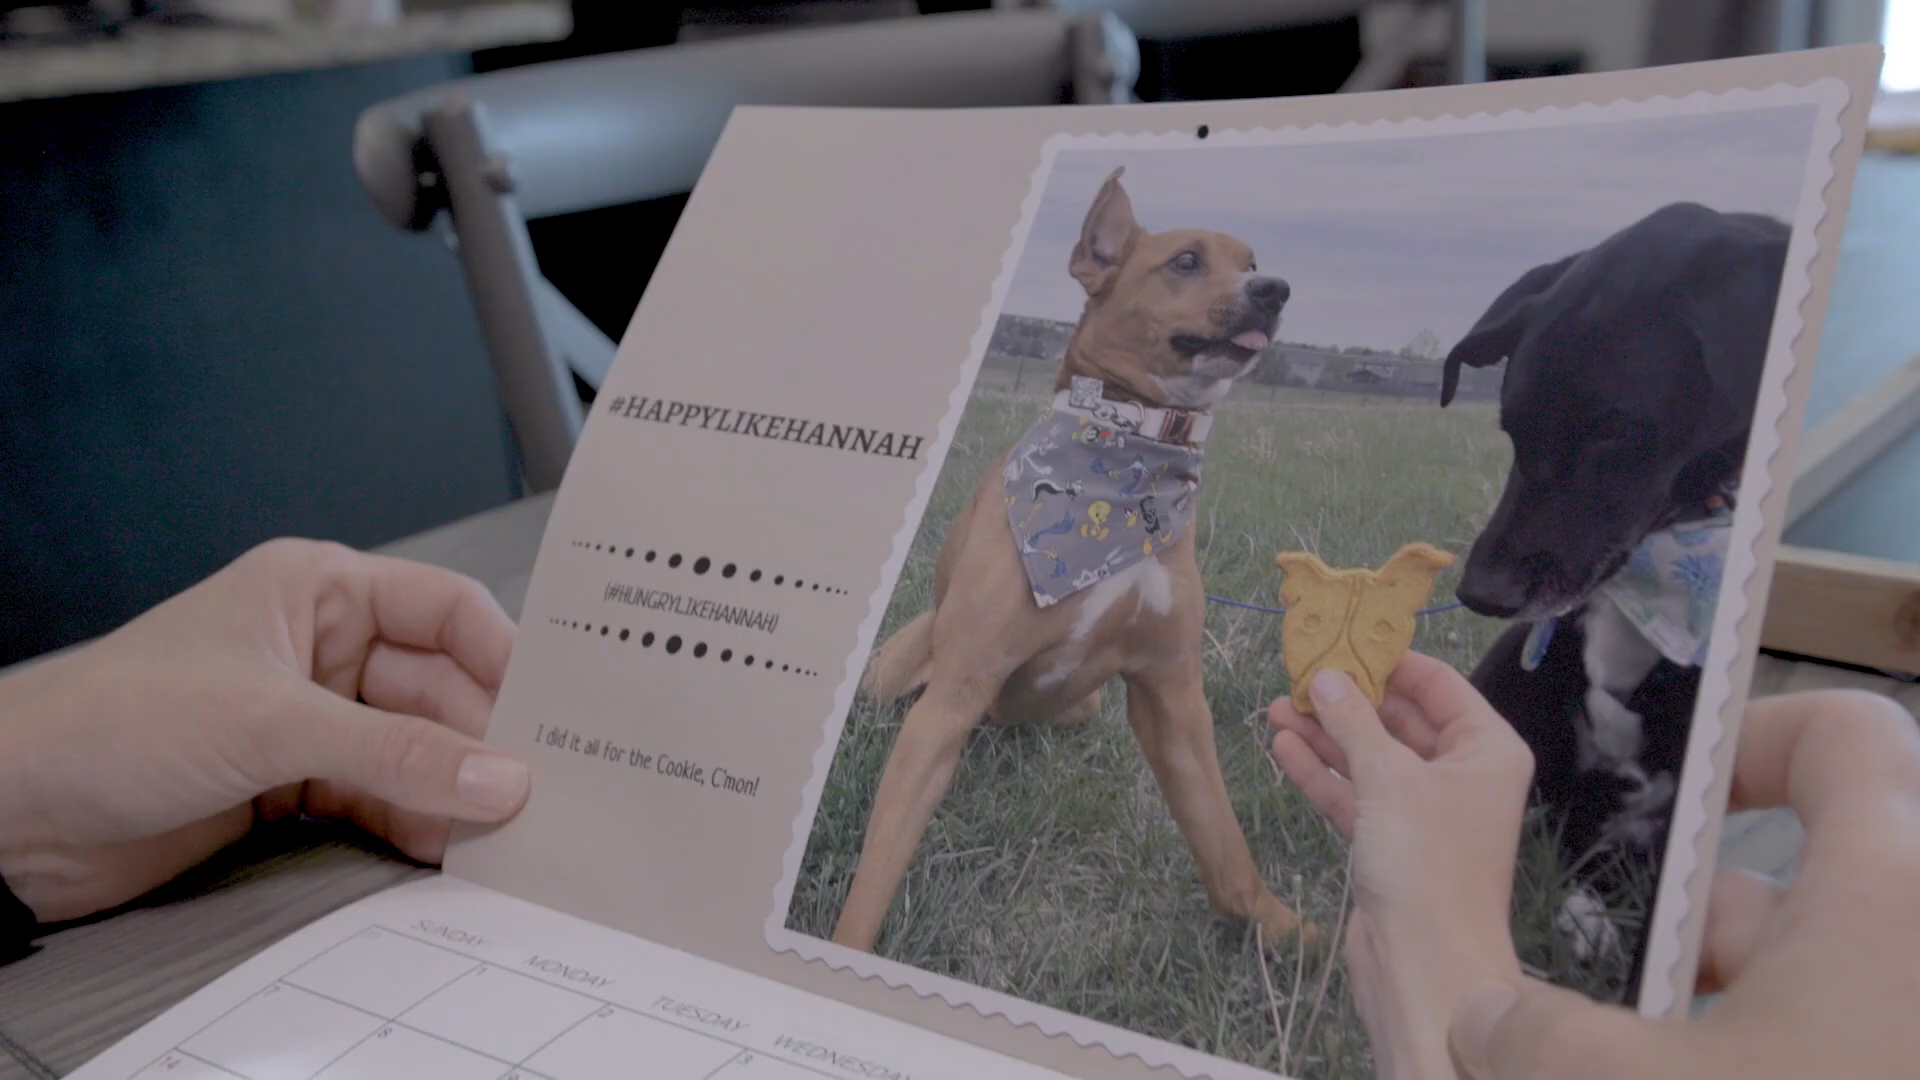 #HAPPYLIKEHANNAH
(#HUNGRYLIKEHANNAH)
I did it all for the Cookie, C'mon!
SUNDAY MONDAY TUESDAY WEDNESDAY
1 2 3
7 8 9
14